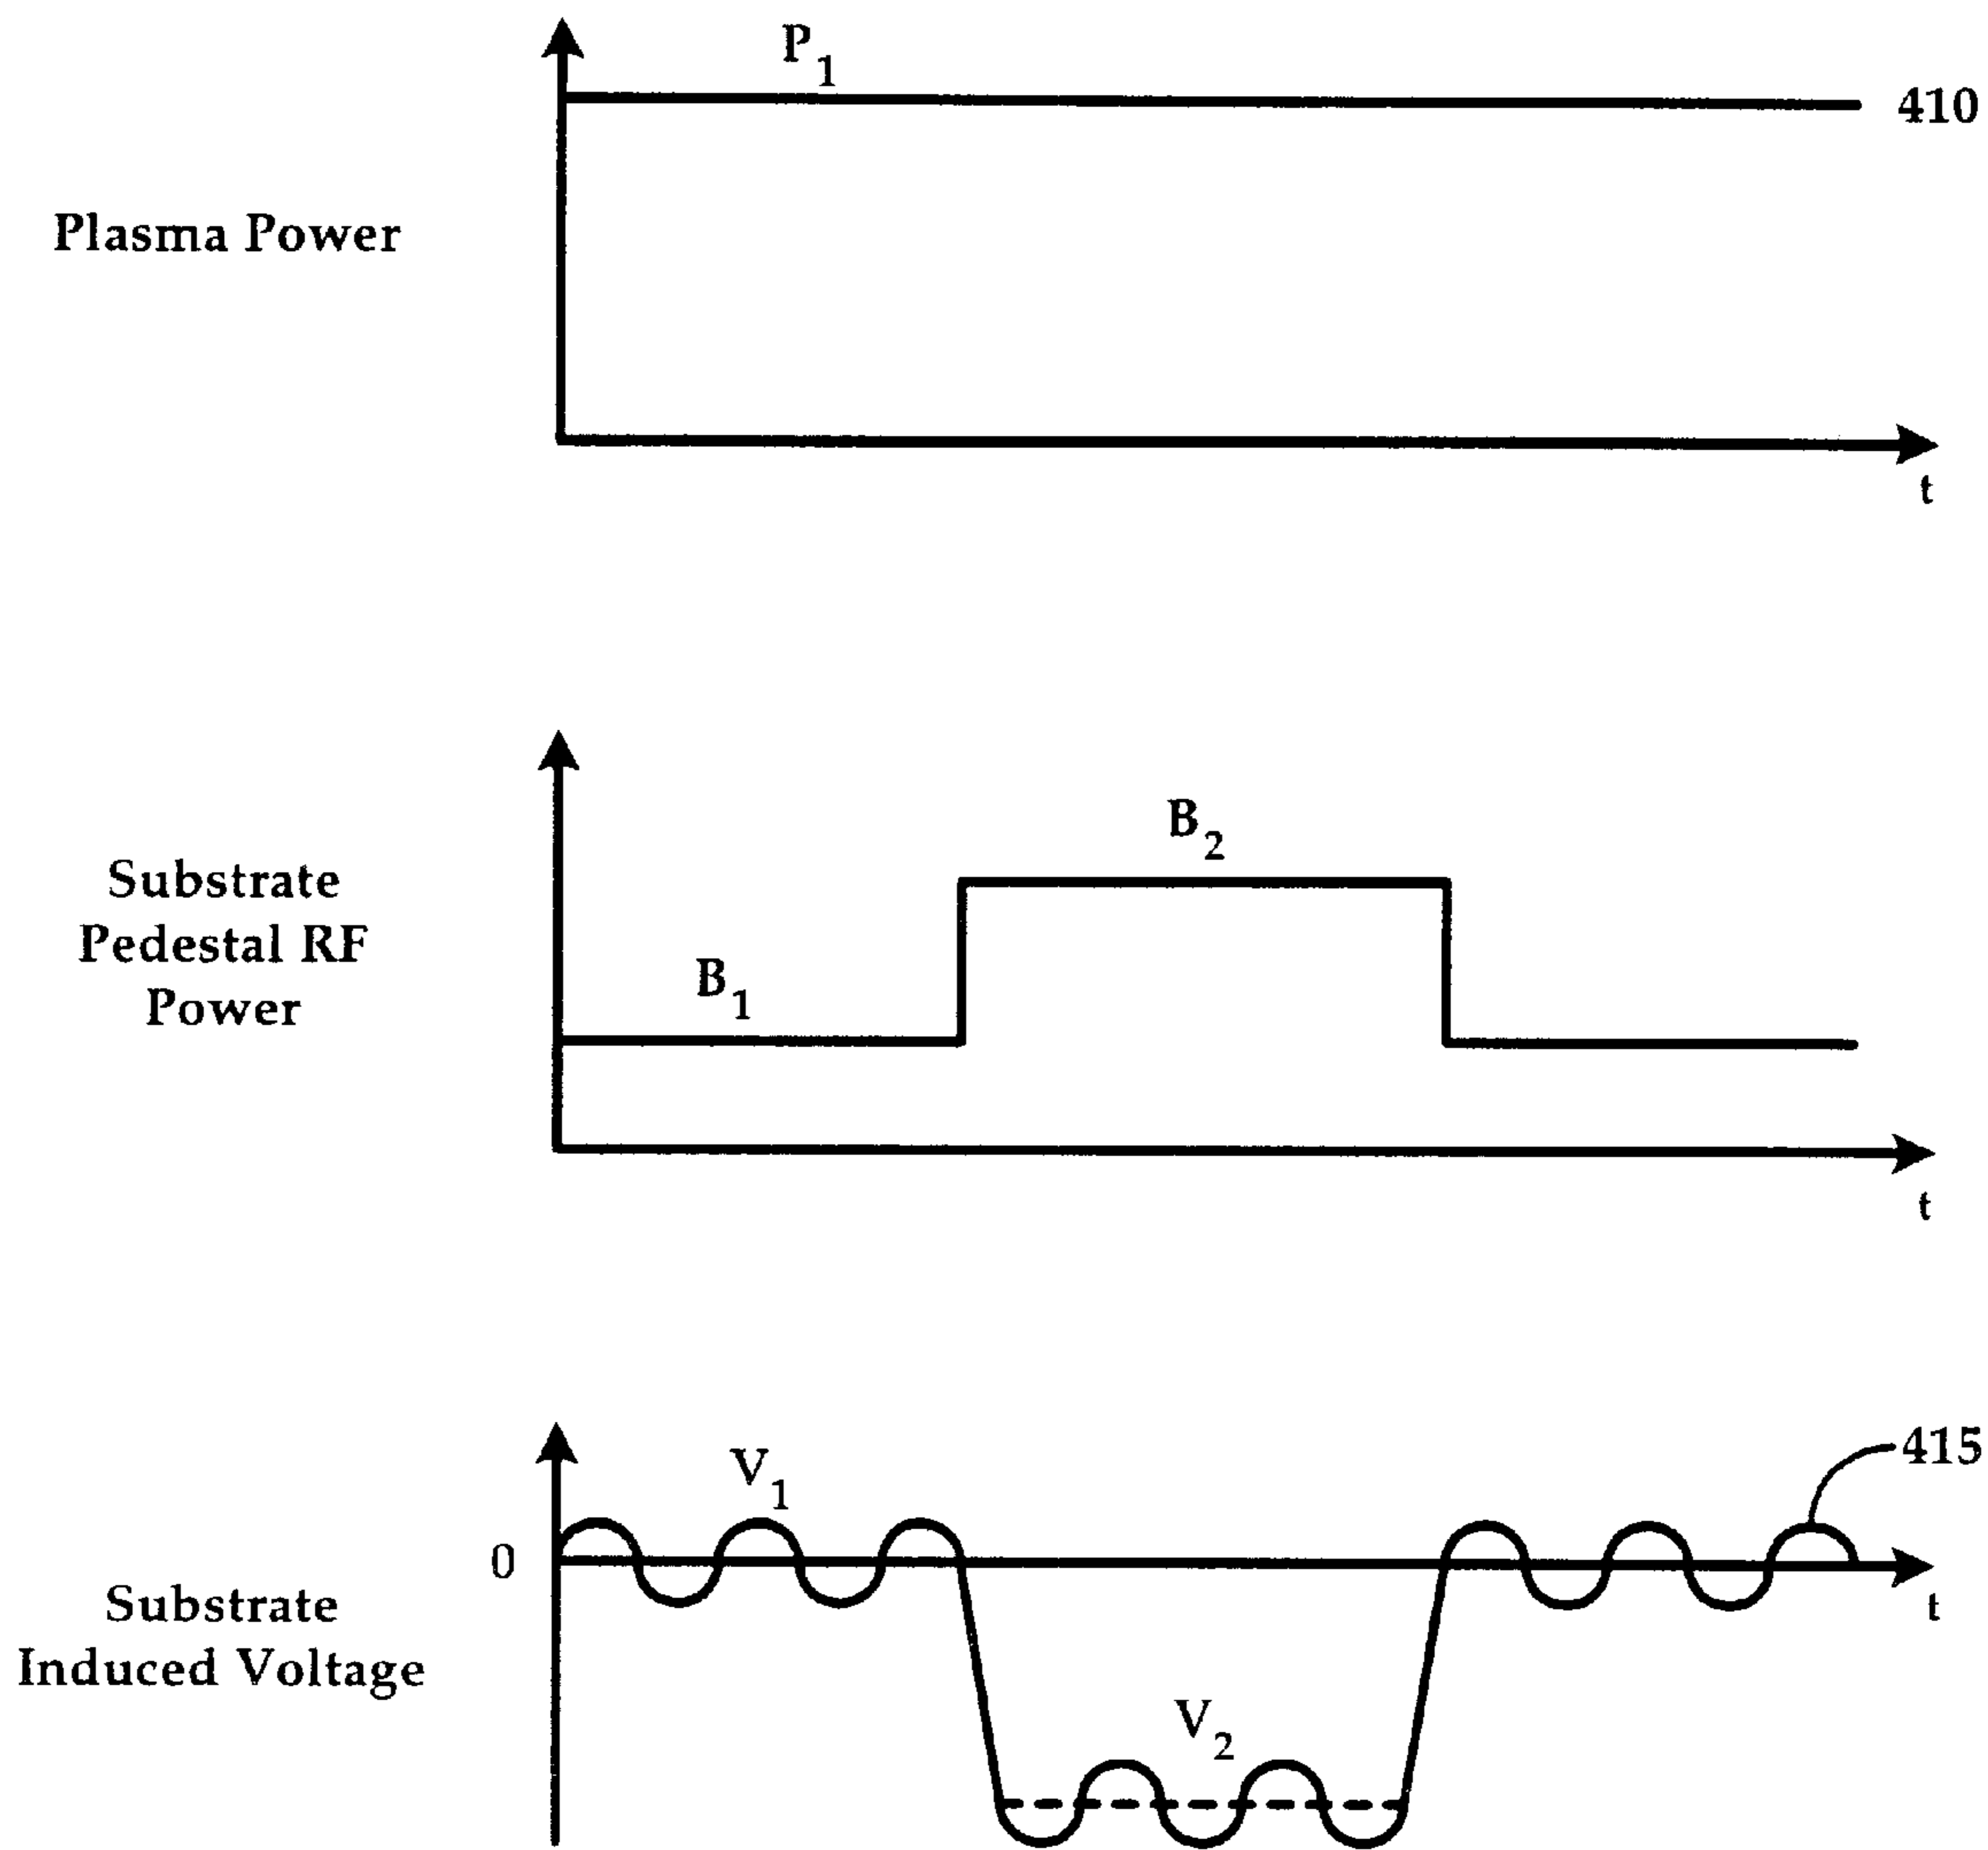 P1
410
Plasma Power
t
B2
Substrate
Pedestal RF
Power
B1
t
415
V1
0
Substrate
Induced Voltage
t
V2